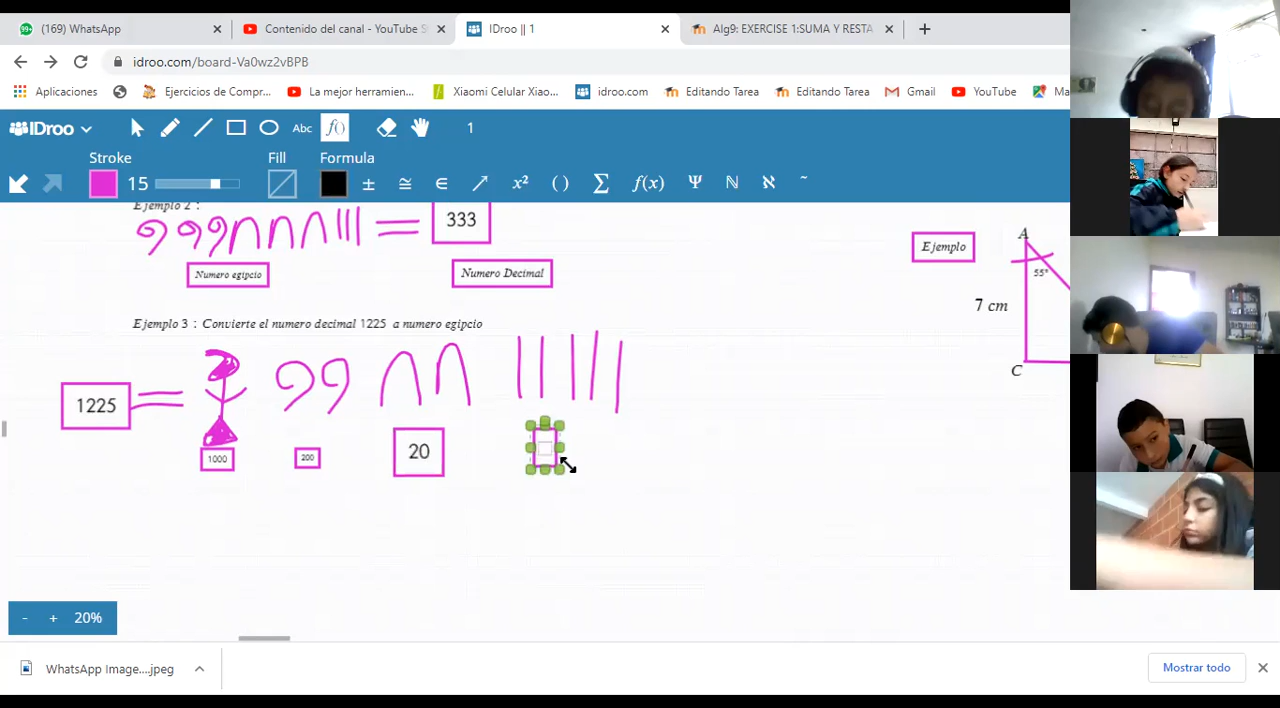 (169) WhatsApp
Contenido del canal - YouTube S
IDroo || 1
Alg9: EXERCISE 1:SUMA Y RESTA
idroo.com/board-Va0wz2vBPB
Aplicaciones
Ejercicios de Compr...
La mejor herramien...
Xiaomi Celular Xiao...
idroo.com
Editando Tarea
Editando Tarea
Gmail
YouTube
Ma
IDroo
Abc
f()
1
Stroke
Fill
Formula
15
± ≅ ∈ x² () ∑ f(x) Ψ ℕ ℵ ~
Ejemplo 2 :
= 333
Numero egipcio
Numero Decimal
Ejemplo 3 : Convierte el numero decimal 1225 a numero egipcio
1225 =
1000
200
20
Ejemplo
A
55°
7 cm
C
- + 20%
WhatsApp Image....jpeg
Mostrar todo